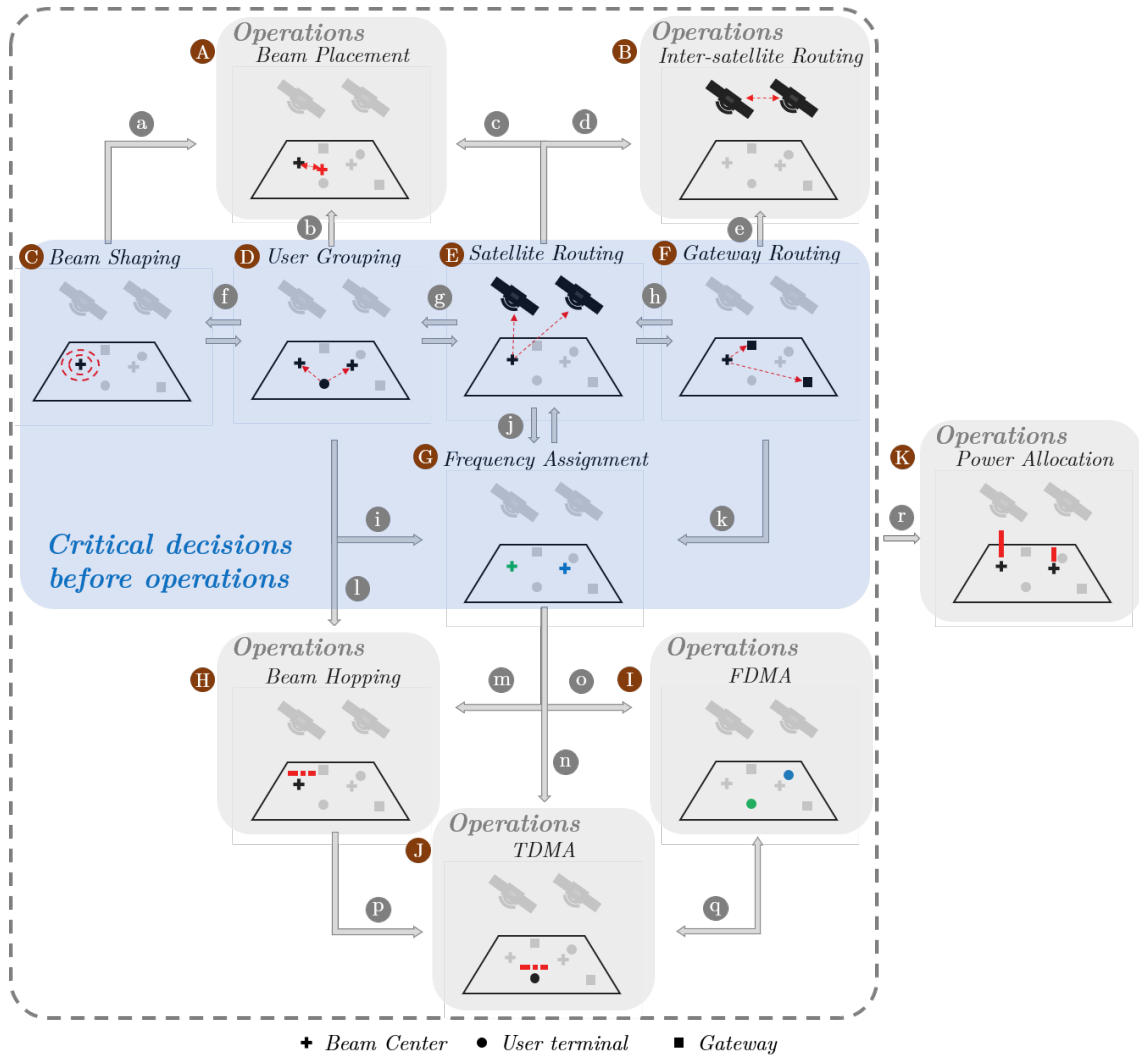 Operations
A
Beam Placement
Operations
B
Inter-satellite Routing
a
c
d
b
e
C
Beam Shaping
D
User Grouping
E
Satellite Routing
F
Gateway Routing
f
g
h
j
G
Frequency Assignment
i
k
Critical decisions
before operations
l
Operations
K
Power Allocation
r
Operations
H
Beam Hopping
m
o
I
Operations
FDMA
n
Operations
J
TDMA
p
q
Beam Center
User terminal
Gateway